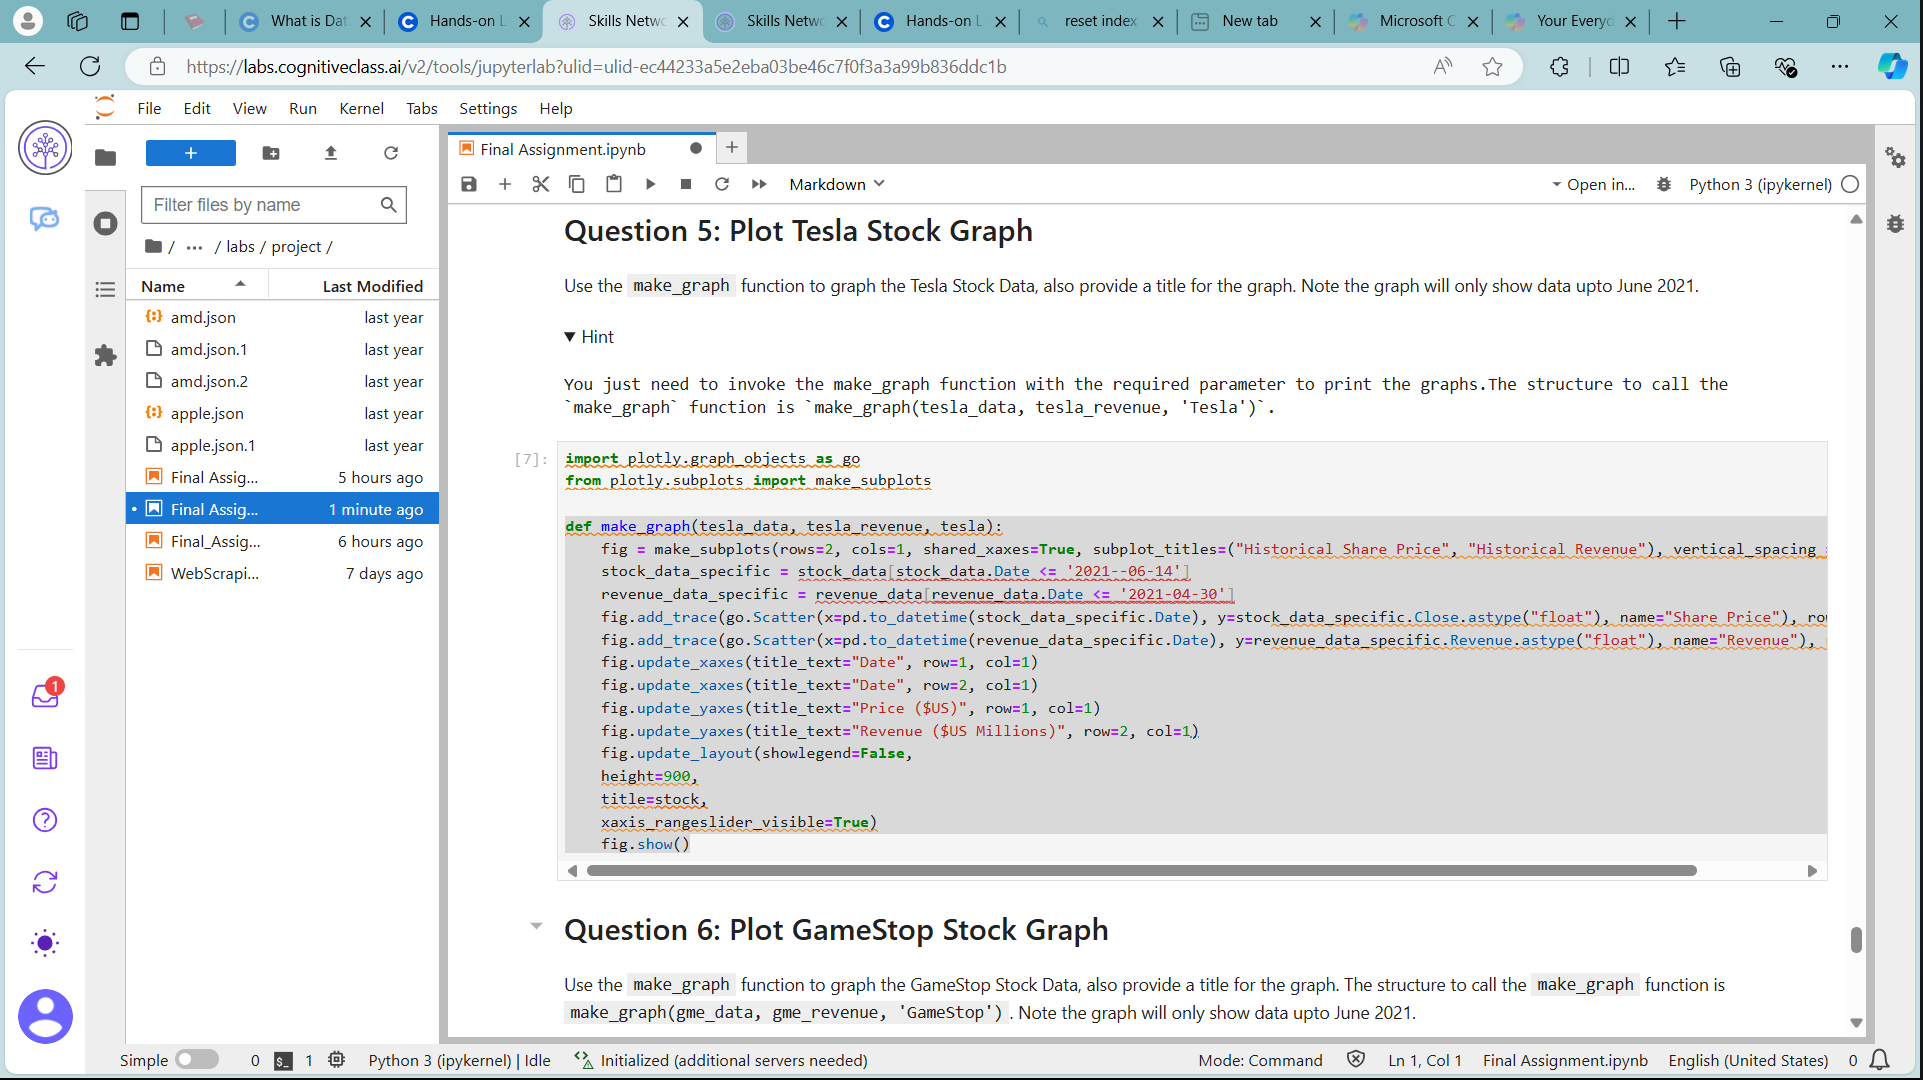 What is Dat
Hands-on L
Skills Netwo
Skills Netwo
Hands-on L
reset index
New tab
Microsoft C
Your Everyd
https://labs.cognitiveclass.ai/v2/tools/jupyterlab?ulid=ulid-ec44233a5e2eba03be46c7f0f3a3a99b836ddc1b
File Edit View Run Kernel Tabs Settings Help
Filter files by name
/ ... / labs / project /
Name Last Modified
amd.json last year
amd.json.1 last year
amd.json.2 last year
apple.json last year
apple.json.1 last year
Final Assig... 5 hours ago
Final Assig... 1 minute ago
Final_Assig... 6 hours ago
WebScrapi... 7 days ago
1
Final Assignment.ipynb
Markdown
Open in...
Python 3 (ipykernel)
Question 5: Plot Tesla Stock Graph
Use the make_graph function to graph the Tesla Stock Data, also provide a title for the graph. Note the graph will only show data upto June 2021.
▼ Hint
You just need to invoke the make_graph function with the required parameter to print the graphs.The structure to call the
`make_graph` function is `make_graph(tesla_data, tesla_revenue, 'Tesla')`.
[7]:
import plotly.graph_objects as go
from plotly.subplots import make_subplots
def make_graph(tesla_data, tesla_revenue, tesla):
fig = make_subplots(rows=2, cols=1, shared_xaxes=True, subplot_titles=("Historical Share Price", "Historical Revenue"), vertical_spacing =
stock_data_specific = stock_data[stock_data.Date <= '2021--06-14']
revenue_data_specific = revenue_data[revenue_data.Date <= '2021-04-30']
fig.add_trace(go.Scatter(x=pd.to_datetime(stock_data_specific.Date), y=stock_data_specific.Close.astype("float"), name="Share Price"), ro
fig.add_trace(go.Scatter(x=pd.to_datetime(revenue_data_specific.Date), y=revenue_data_specific.Revenue.astype("float"), name="Revenue"),
fig.update_xaxes(title_text="Date", row=1, col=1)
fig.update_xaxes(title_text="Date", row=2, col=1)
fig.update_yaxes(title_text="Price ($US)", row=1, col=1)
fig.update_yaxes(title_text="Revenue ($US Millions)", row=2, col=1)
fig.update_layout(showlegend=False,
height=900,
title=stock,
xaxis_rangeslider_visible=True)
fig.show()
Question 6: Plot GameStop Stock Graph
Use the make_graph function to graph the GameStop Stock Data, also provide a title for the graph. The structure to call the make_graph function is
make_graph(gme_data, gme_revenue, 'GameStop') . Note the graph will only show data upto June 2021.
Simple 0 $_ 1 Python 3 (ipykernel) | Idle Initialized (additional servers needed) Mode: Command Ln 1, Col 1 Final Assignment.ipynb English (United States) 0